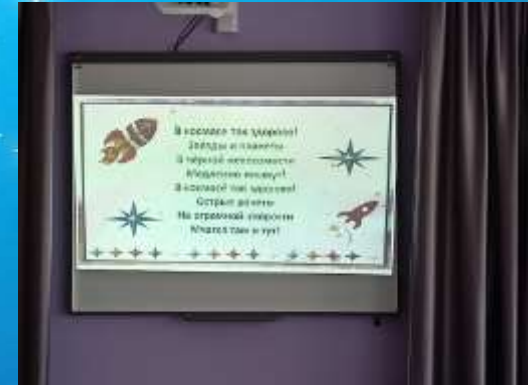 В космосе так здорово!
Звёзды и планеты
В чёрной невесомости
Медленно плывут!
В космосе так здорово!
Острые ракеты
На огромной скорости
Мчатся там и тут!